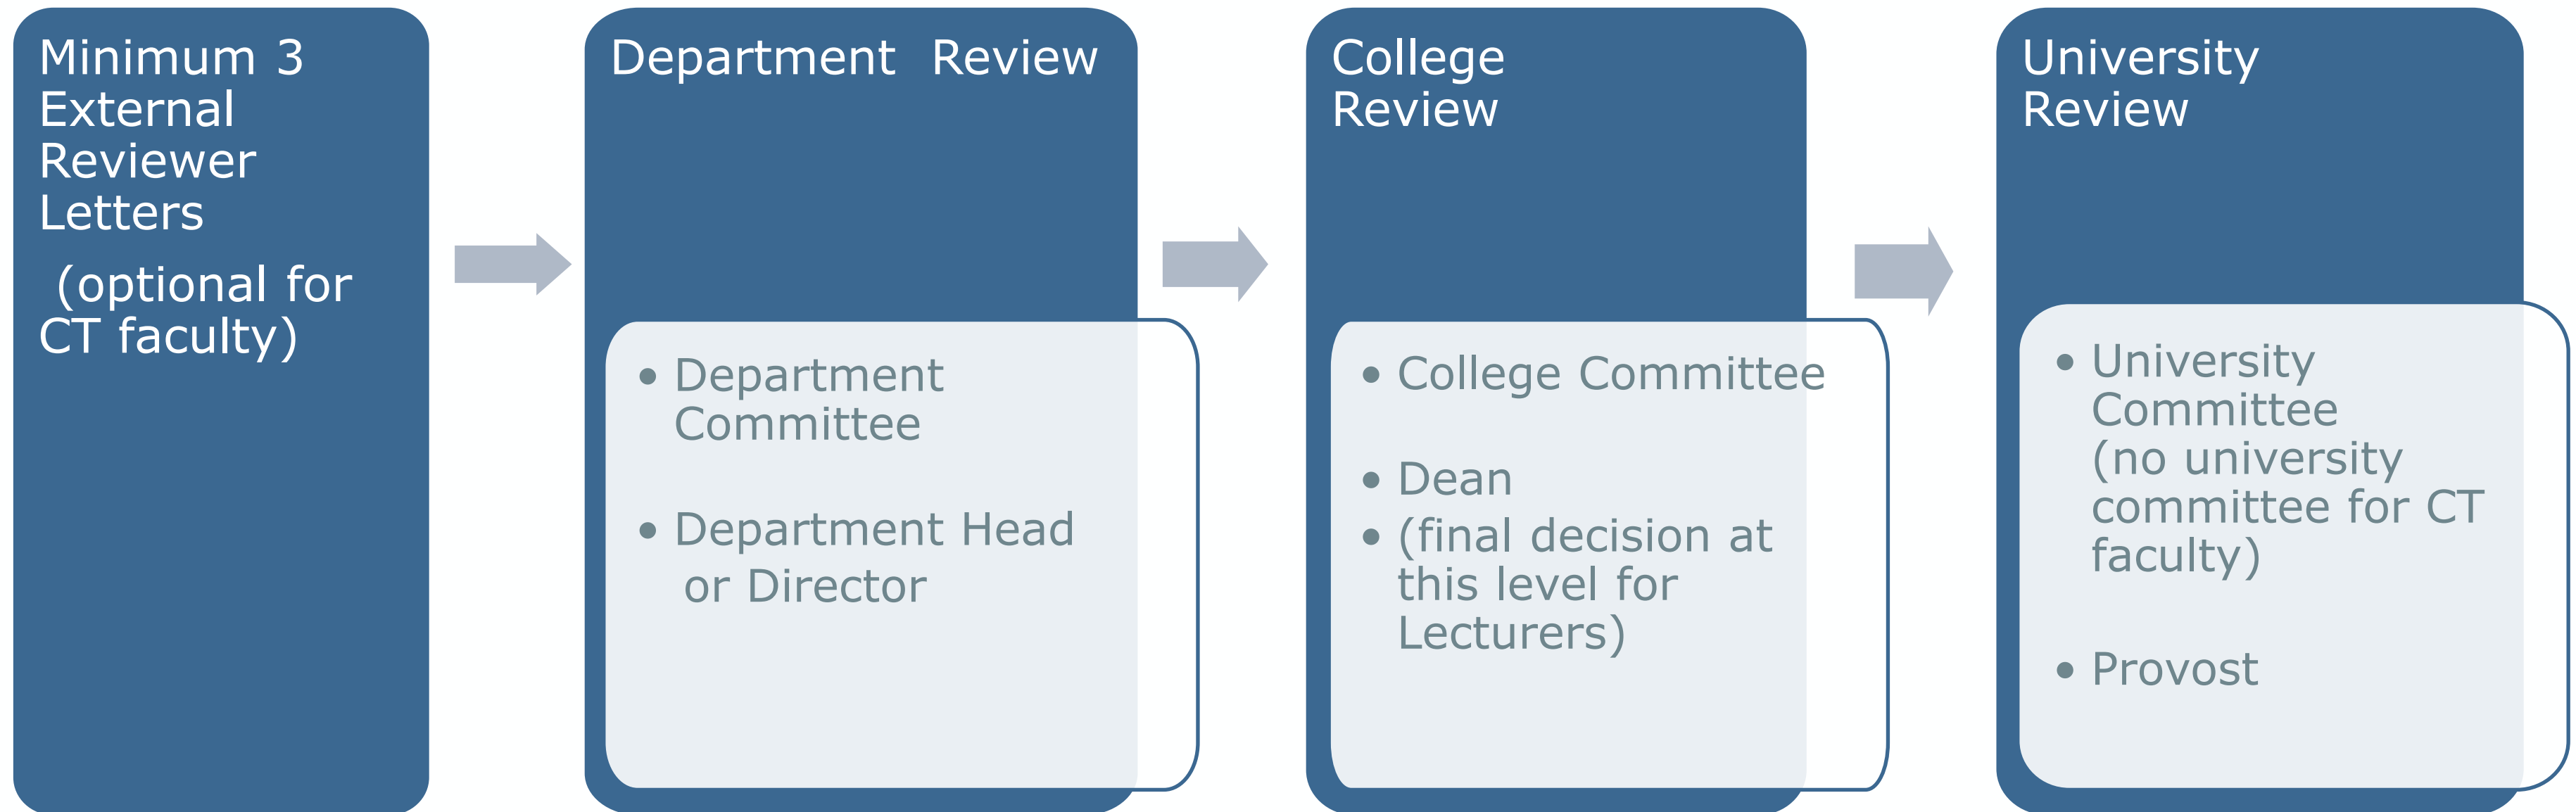 Minimum 3
External
Reviewer
Letters
(optional for
CT faculty)
Department Review
• Department
Committee
• Department Head
or Director
College
Review
• College Committee
• Dean
• (final decision at
this level for
Lecturers)
University
Review
• University
Committee
(no university
committee for CT
faculty)
• Provost